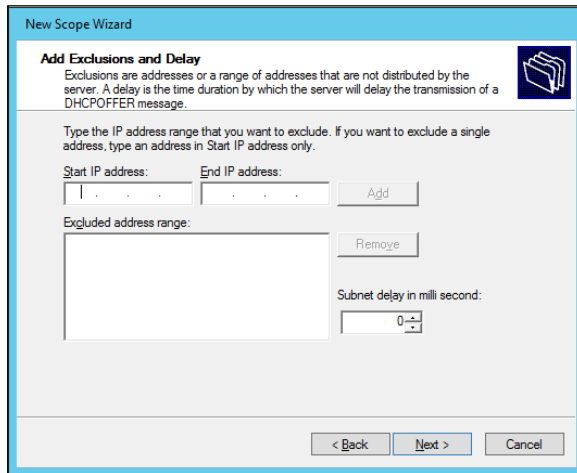 New Scope Wizard
Add Exclusions and Delay
Exclusions are addresses or a range of addresses that are not distributed by the
server. A delay is the time duration by which the server will delay the transmission of a
DHCPOFFER message.
Type the IP address range that you want to exclude. If you want to exclude a single
address, type an address in Start IP address only.
Start IP address: End IP address:
. . . . . . Add
Excluded address range:
Remove
Subnet delay in milli second:
0
< Back Next > Cancel